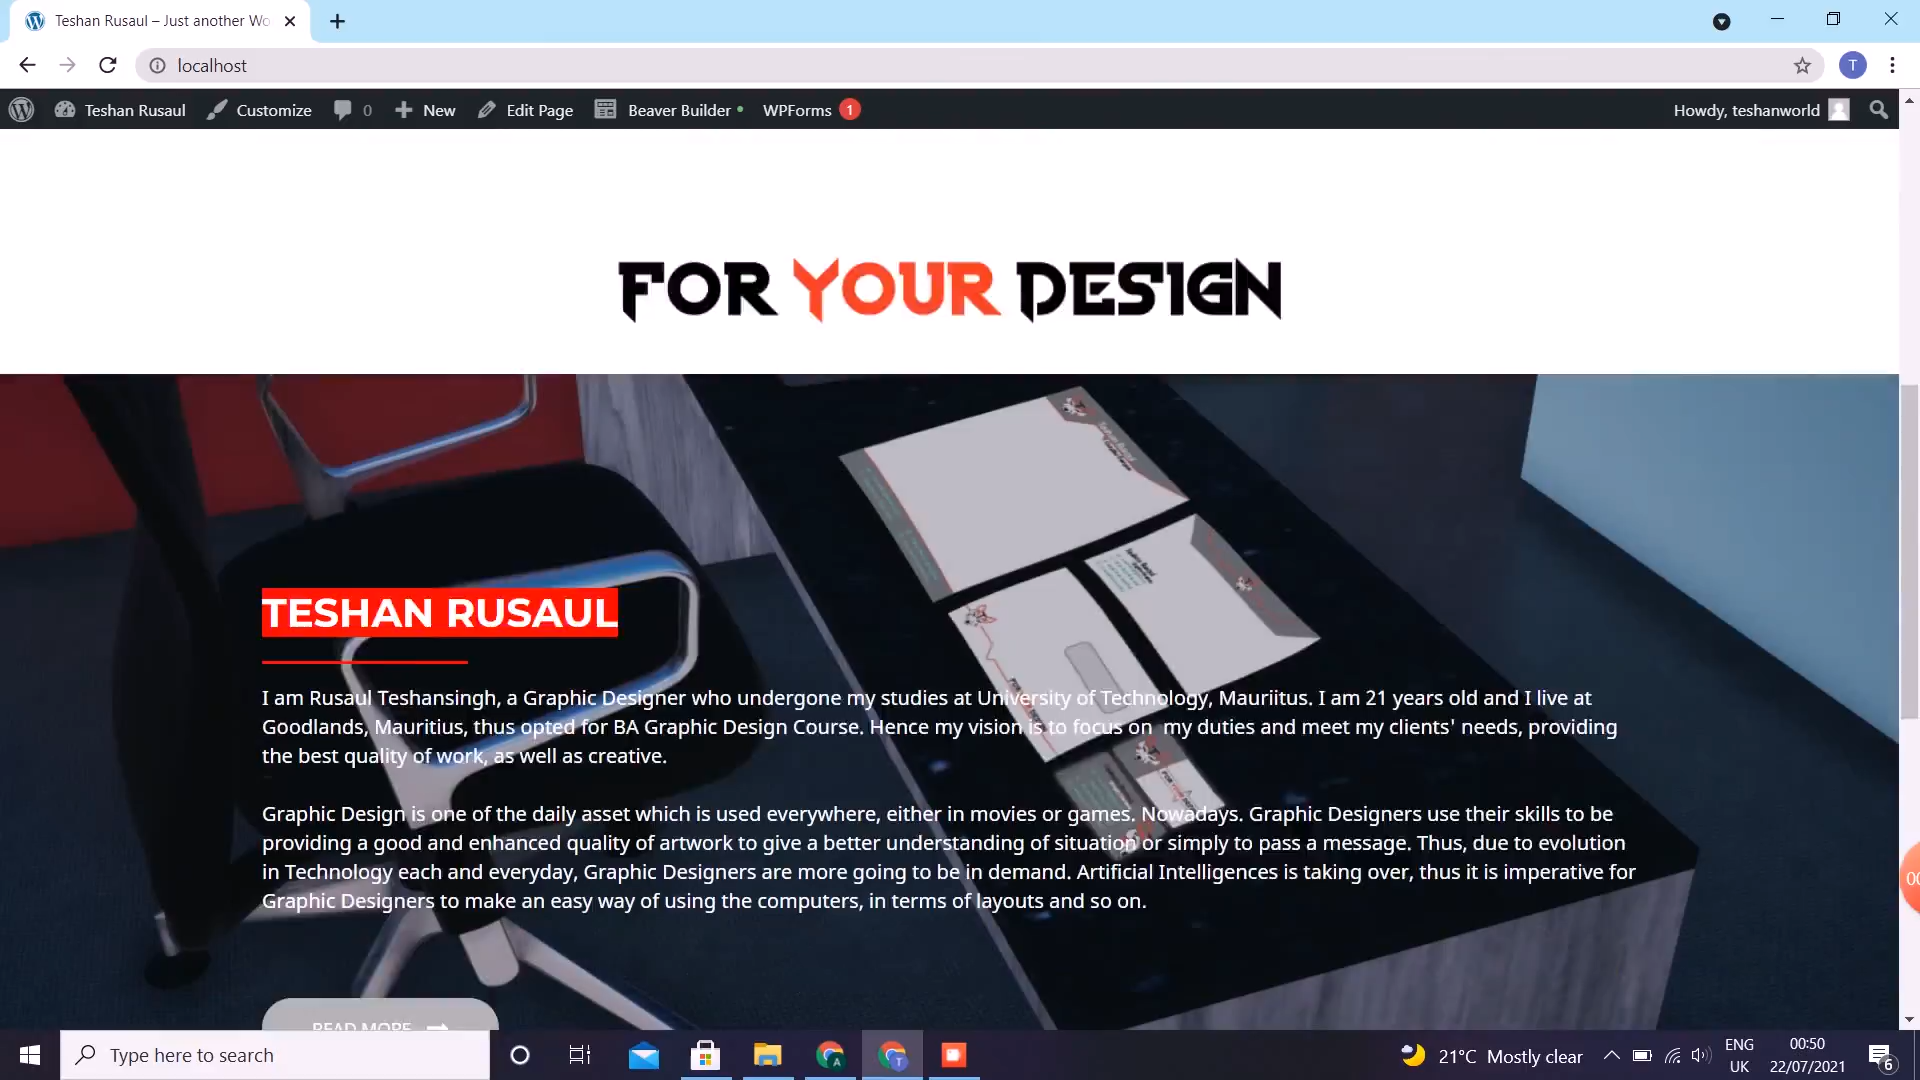 Teshan Rusaul – Just another Wo
localhost
Teshan Rusaul Customize 0 New Edit Page Beaver Builder WPForms 1 Howdy, teshanworld
T
FOR YOUR DESIGN
TESHAN RUSAUL
I am Rusaul Teshansingh, a Graphic Designer who undergone my studies at University of Technology, Mauriitus. I am 21 years old and I live at
Goodlands, Mauritius, thus opted for BA Graphic Design Course. Hence my vision is to focus on  my duties and meet my clients' needs, providing
the best quality of work, as well as creative.
Graphic Design is one of the daily asset which is used everywhere, either in movies or games. Nowadays. Graphic Designers use their skills to be
providing a good and enhanced quality of artwork to give a better understanding of situation or simply to pass a message. Thus, due to evolution
in Technology each and everyday, Graphic Designers are more going to be in demand. Artificial Intelligences is taking over, thus it is imperative for
Graphic Designers to make an easy way of using the computers, in terms of layouts and so on.
READ MORE
00
Type here to search
A
T
21°C Mostly clear
ENG
UK
00:50
22/07/2021
6